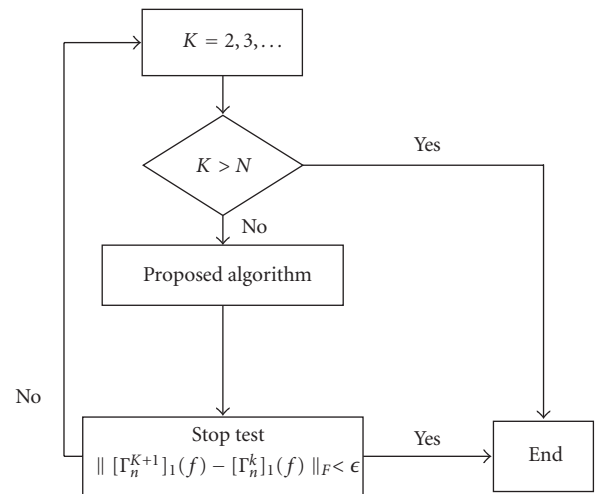 K = 2, 3, . . .
K > N
Yes
No
Proposed algorithm
No
Stop test
‖ [Γ_n^{K+1}]_1(f) − [Γ_n^k]_1(f) ‖_F < ϵ
Yes
End